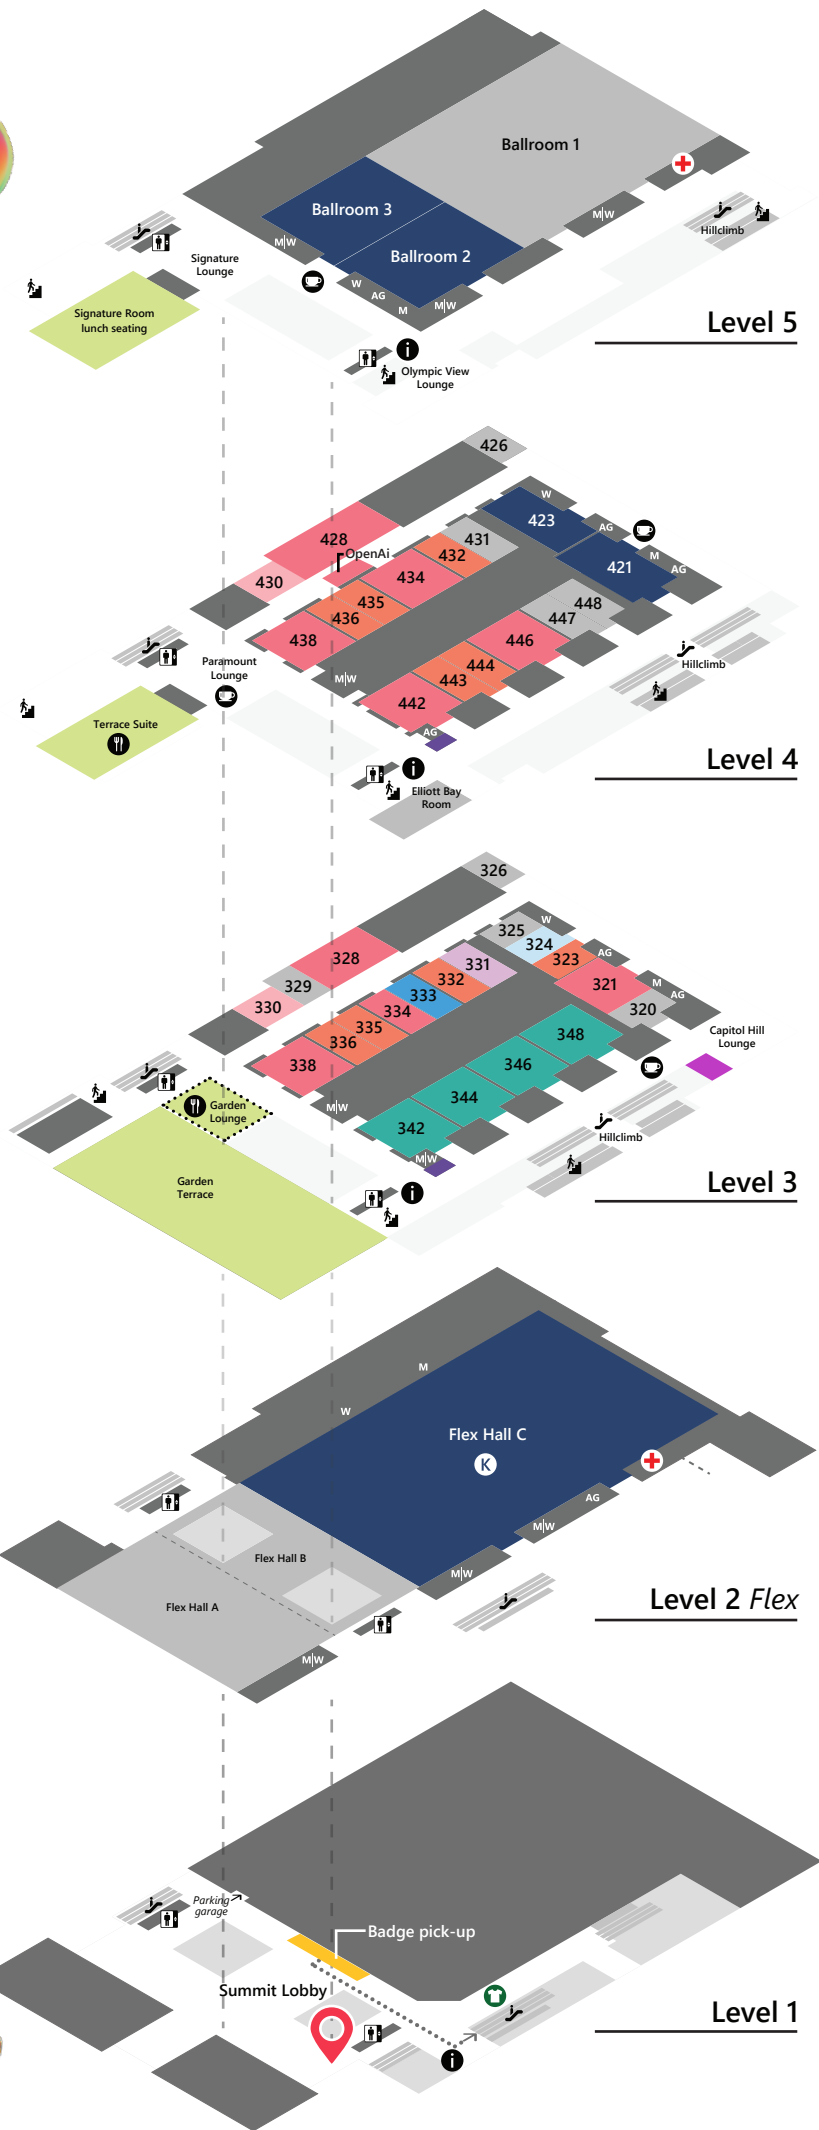 Ballroom 1
Ballroom 3
M|W
Hillclimb
Ballroom 2
M|W
Signature
Lounge
W
AG
M
M|W
Signature Room
lunch seating
Level 5
i
Olympic View
Lounge
426
W
423
AG
428
431
M
OpenAi
432
421
AG
430
434
435
448
436
447
438
446
444
Paramount
Lounge
Hillclimb
M|W
443
442
Terrace Suite
AG
Level 4
i
Elliott Bay
Room
326
W
325
324
AG
328
323
331
M
332
321
AG
329
333
320
330
334
Capitol Hill
Lounge
335
348
336
338
346
344
Garden
Lounge
M|W
342
Hillclimb
M|W
Garden
Terrace
Level 3
i
M
W
Flex Hall C
K
AG
M|W
Flex Hall B
M|W
Flex Hall A
Level 2 Flex
M|W
Parking
garage
Badge pick-up
Summit Lobby
Level 1
i